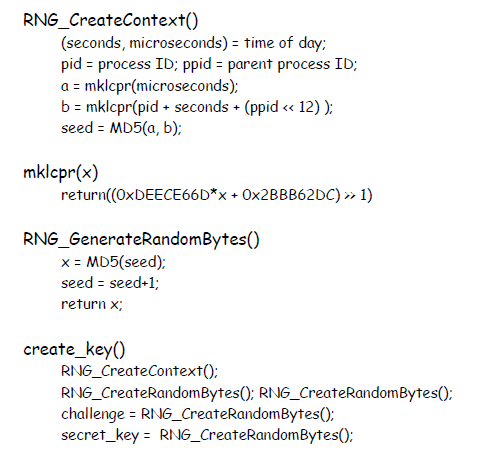 RNG_CreateContext()
(seconds, microseconds) = time of day;
pid = process ID; ppid = parent process ID;
a = mklcpr(microseconds);
b = mklcpr(pid + seconds + (ppid << 12) );
seed = MD5(a, b);
mklcpr(x)
return((0xDEECE66D*x + 0x2BBB62DC) >> 1)
RNG_GenerateRandomBytes()
x = MD5(seed);
seed = seed+1;
return x;
create_key()
RNG_CreateContext();
RNG_CreateRandomBytes(); RNG_CreateRandomBytes();
challenge = RNG_CreateRandomBytes();
secret_key = RNG_CreateRandomBytes();